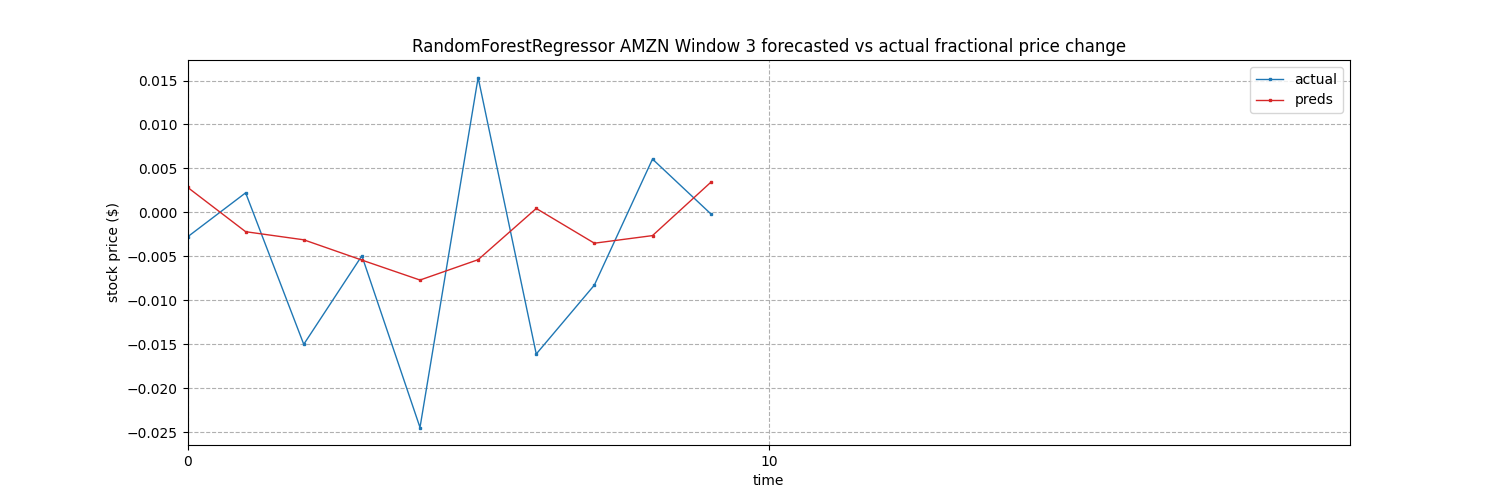 RandomForestRegressor AMZN Window 3 forecasted vs actual fractional price change
actual
preds
0.015
0.010
0.005
0.000
−0.005
−0.010
−0.015
−0.020
−0.025
stock price ($)
0
10
time